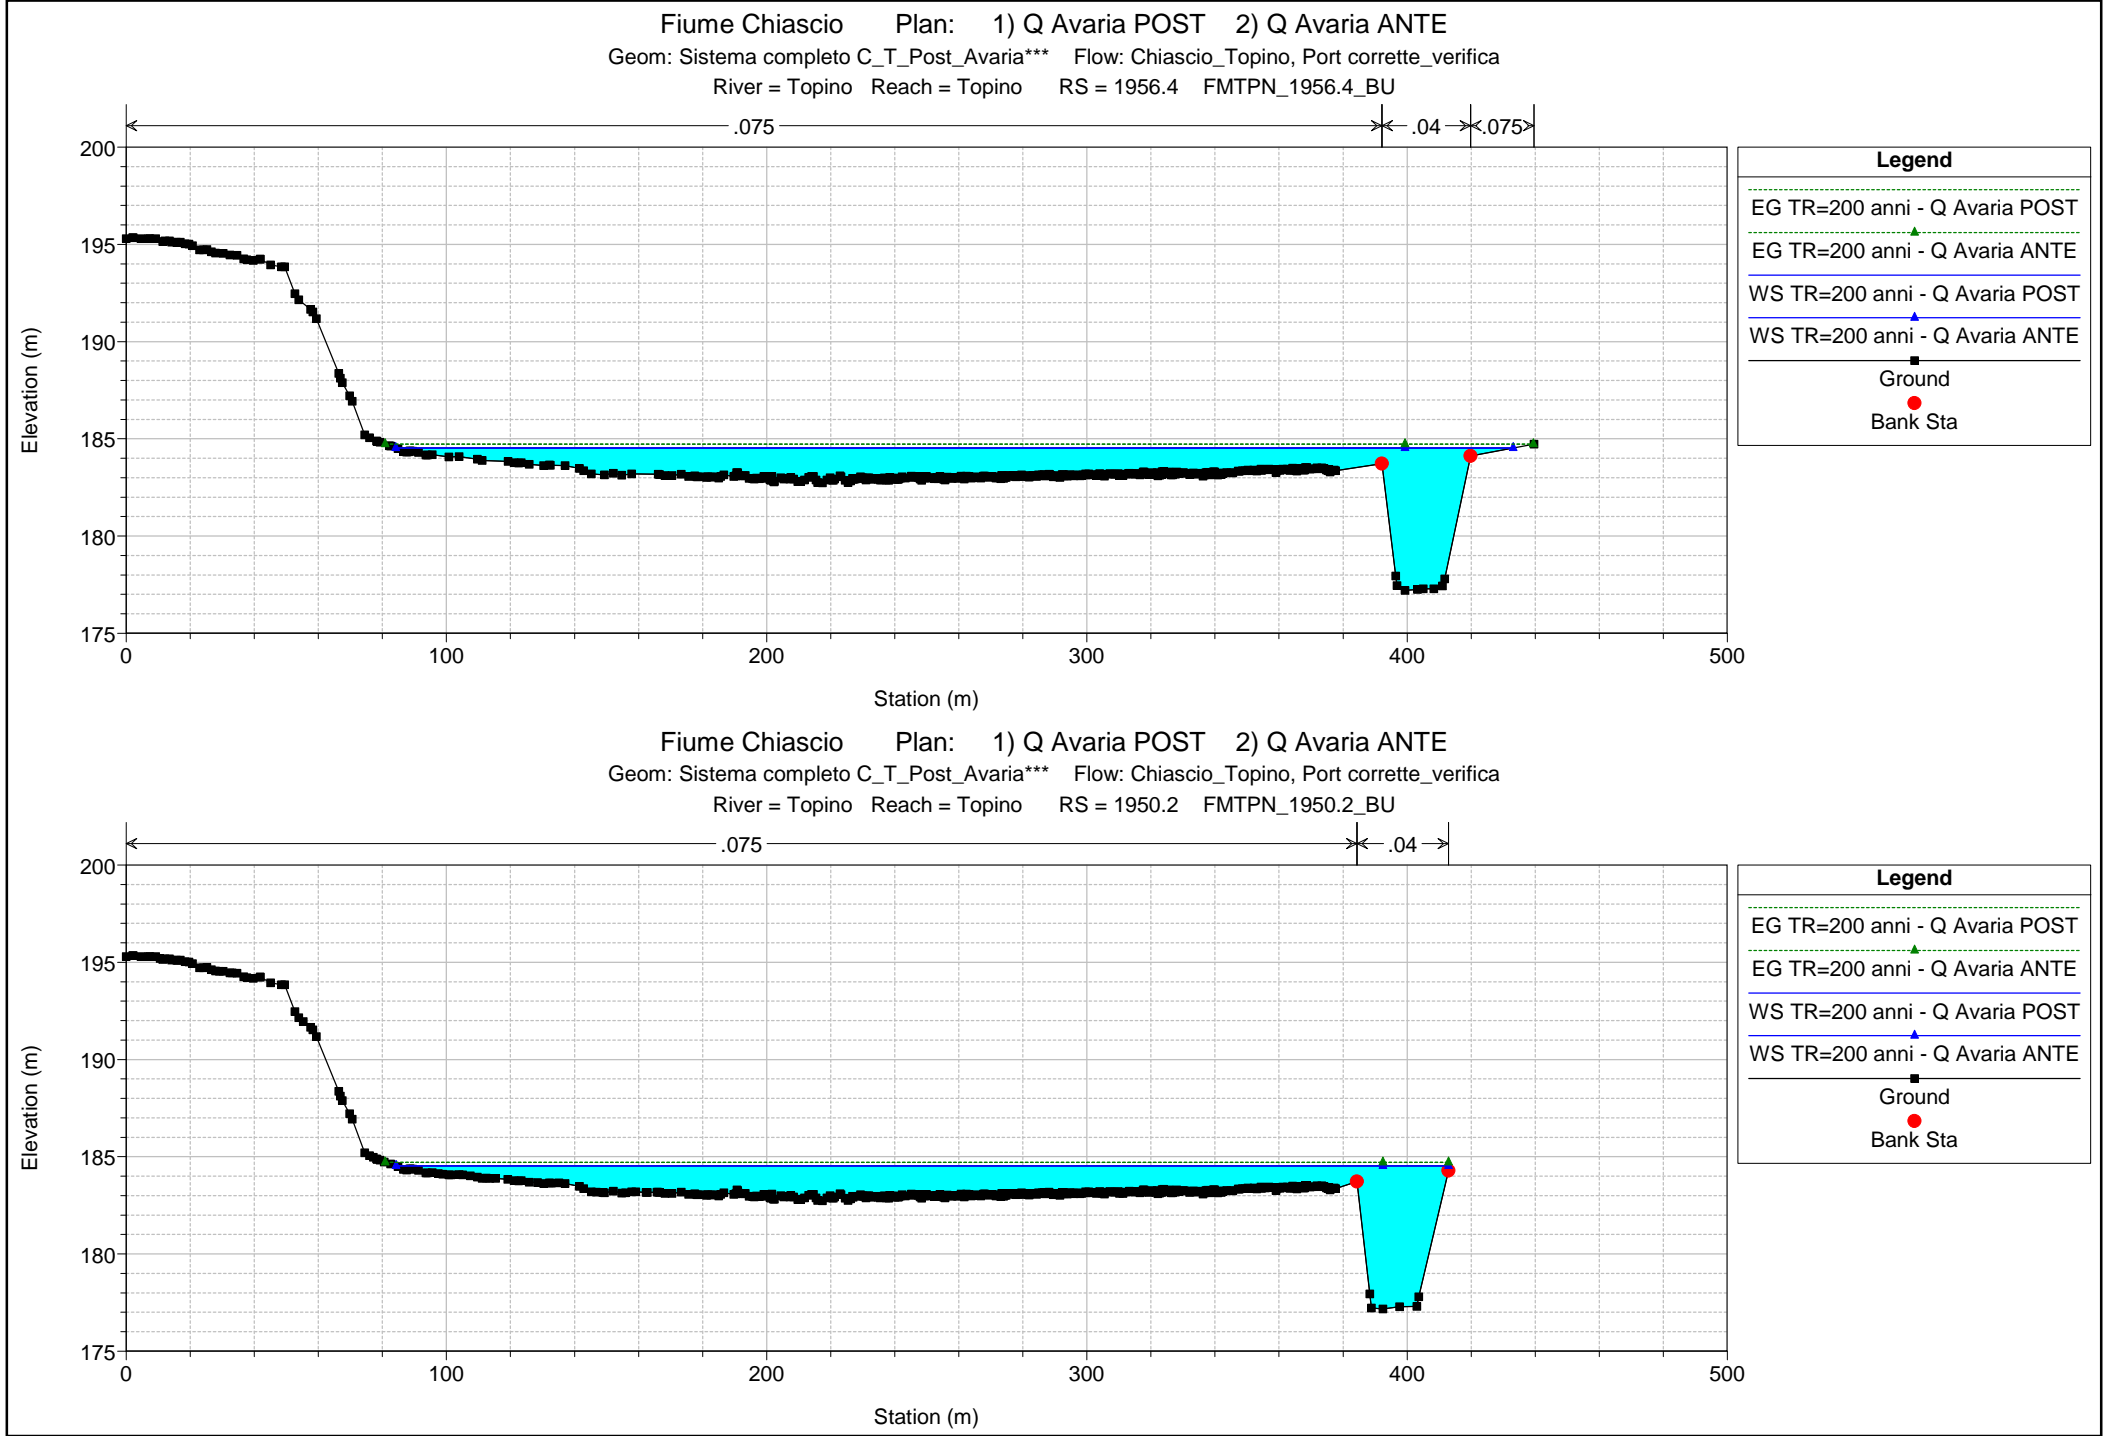 Fiume Chiascio Plan: 1) Q Avaria POST 2) Q Avaria ANTE
Geom: Sistema completo C_T_Post_Avaria*** Flow: Chiascio_Topino, Port corrette_verifica
River = Topino Reach = Topino RS = 1956.4 FMTPN_1956.4_BU
.075 .04 .075
200
195
190
185
180
175
Elevation (m)
0 100 200 300 400 500
Station (m)
Legend
EG TR=200 anni - Q Avaria POST
EG TR=200 anni - Q Avaria ANTE
WS TR=200 anni - Q Avaria POST
WS TR=200 anni - Q Avaria ANTE
Ground
Bank Sta
Fiume Chiascio Plan: 1) Q Avaria POST 2) Q Avaria ANTE
Geom: Sistema completo C_T_Post_Avaria*** Flow: Chiascio_Topino, Port corrette_verifica
River = Topino Reach = Topino RS = 1950.2 FMTPN_1950.2_BU
.075 .04
200
195
190
185
180
175
Elevation (m)
0 100 200 300 400 500
Station (m)
Legend
EG TR=200 anni - Q Avaria POST
EG TR=200 anni - Q Avaria ANTE
WS TR=200 anni - Q Avaria POST
WS TR=200 anni - Q Avaria ANTE
Ground
Bank Sta